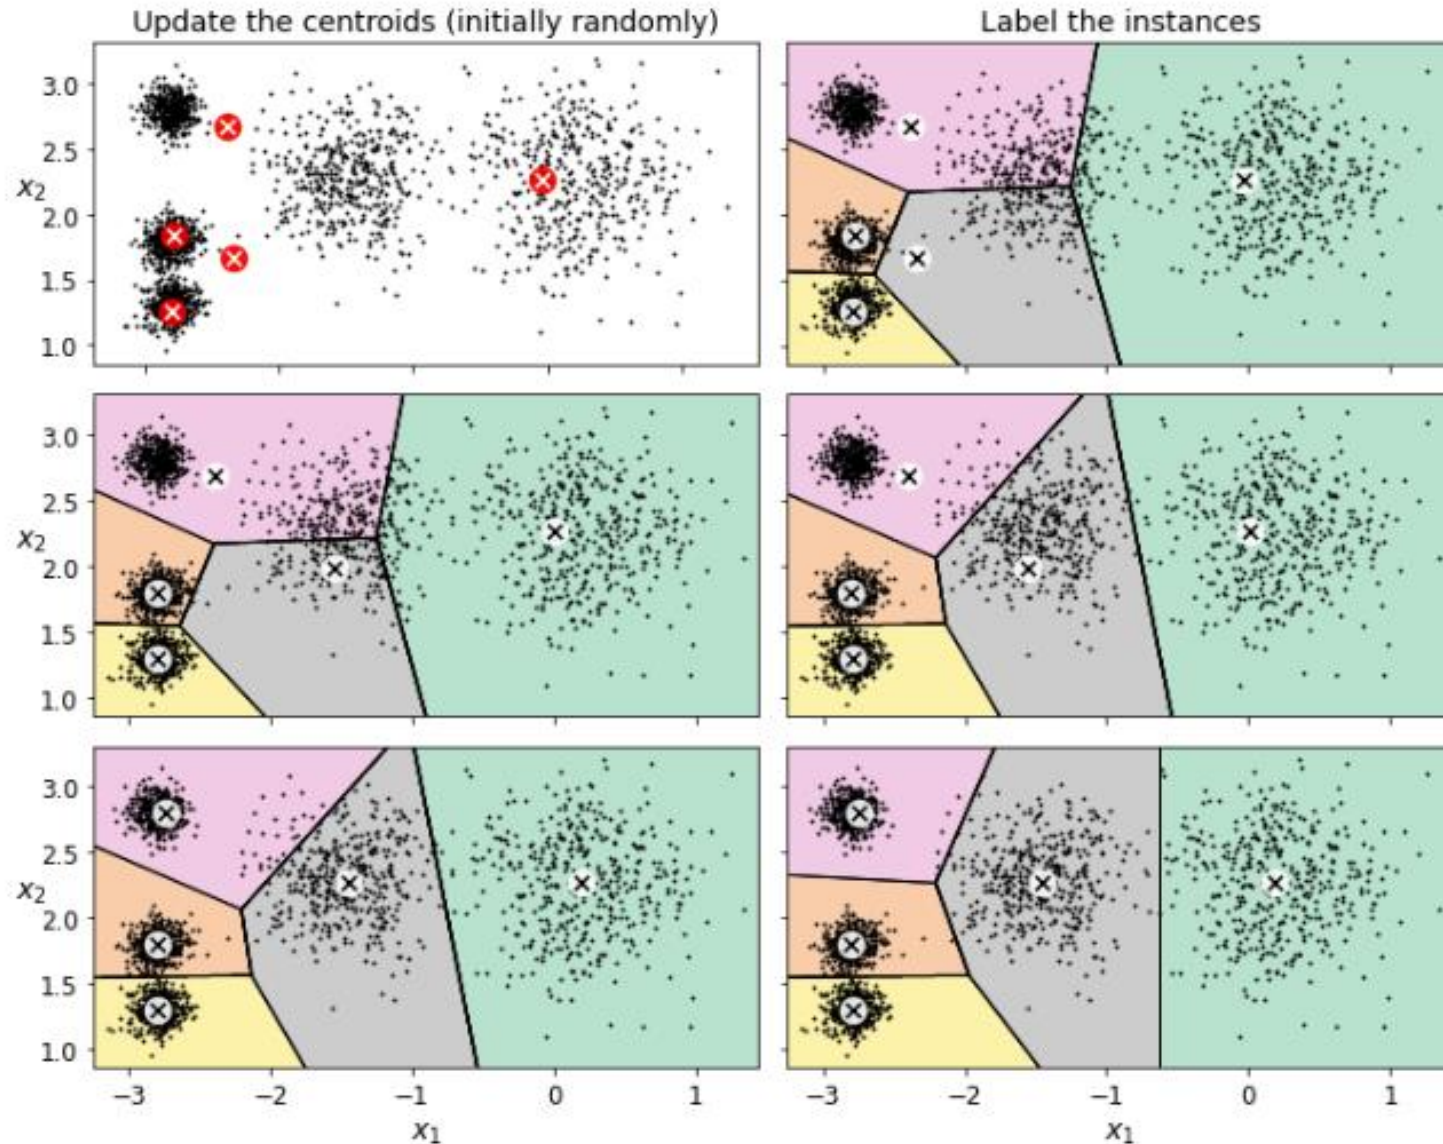 Update the centroids (initially randomly)
Label the instances
3.0
2.5
x₂
2.0
1.5
1.0
3.0
2.5
x₂
2.0
1.5
1.0
3.0
2.5
x₂
2.0
1.5
1.0
−3 −2 −1 0 1
−3 −2 −1 0 1
x₁
x₁